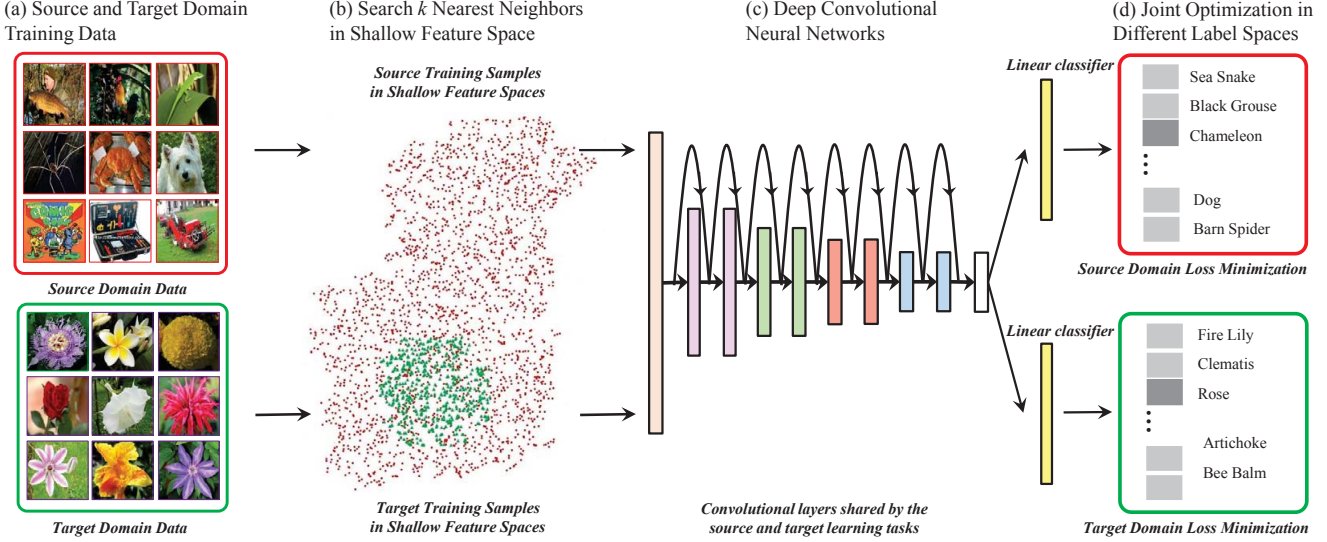 (a) Source and Target Domain
Training Data
(b) Search k Nearest Neighbors
in Shallow Feature Space
(c) Deep Convolutional
Neural Networks
(d) Joint Optimization in
Different Label Spaces
Source Training Samples
in Shallow Feature Spaces
Linear classifier
Sea Snake
Black Grouse
Chameleon
Dog
Barn Spider
Source Domain Data
Source Domain Loss Minimization
Linear classifier
Fire Lily
Clematis
Rose
Artichoke
Bee Balm
Target Domain Data
Target Training Samples
in Shallow Feature Spaces
Convolutional layers shared by the
source and target learning tasks
Target Domain Loss Minimization